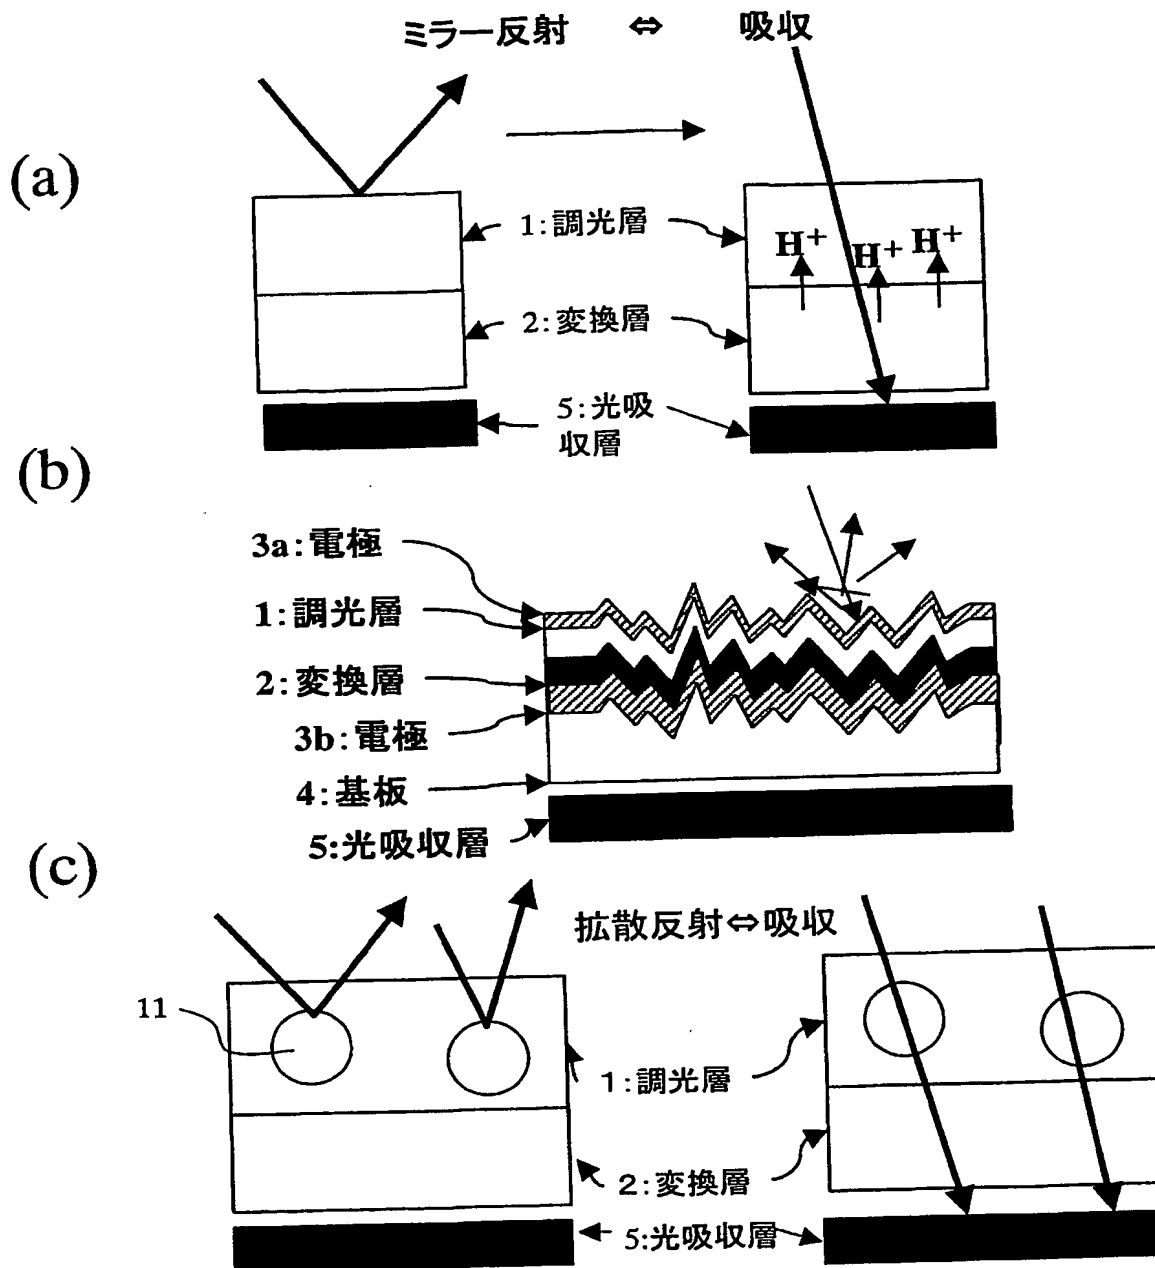 ミラー反射 ⇔ 吸収
(a)
1:調光層
H+ H+ H+
2:変換層
5:光吸
収層
(b)
3a:電極
1:調光層
2:変換層
3b:電極
4:基板
5:光吸収層
(c)
拡散反射⇔吸収
11
1:調光層
2:変換層
5:光吸収層